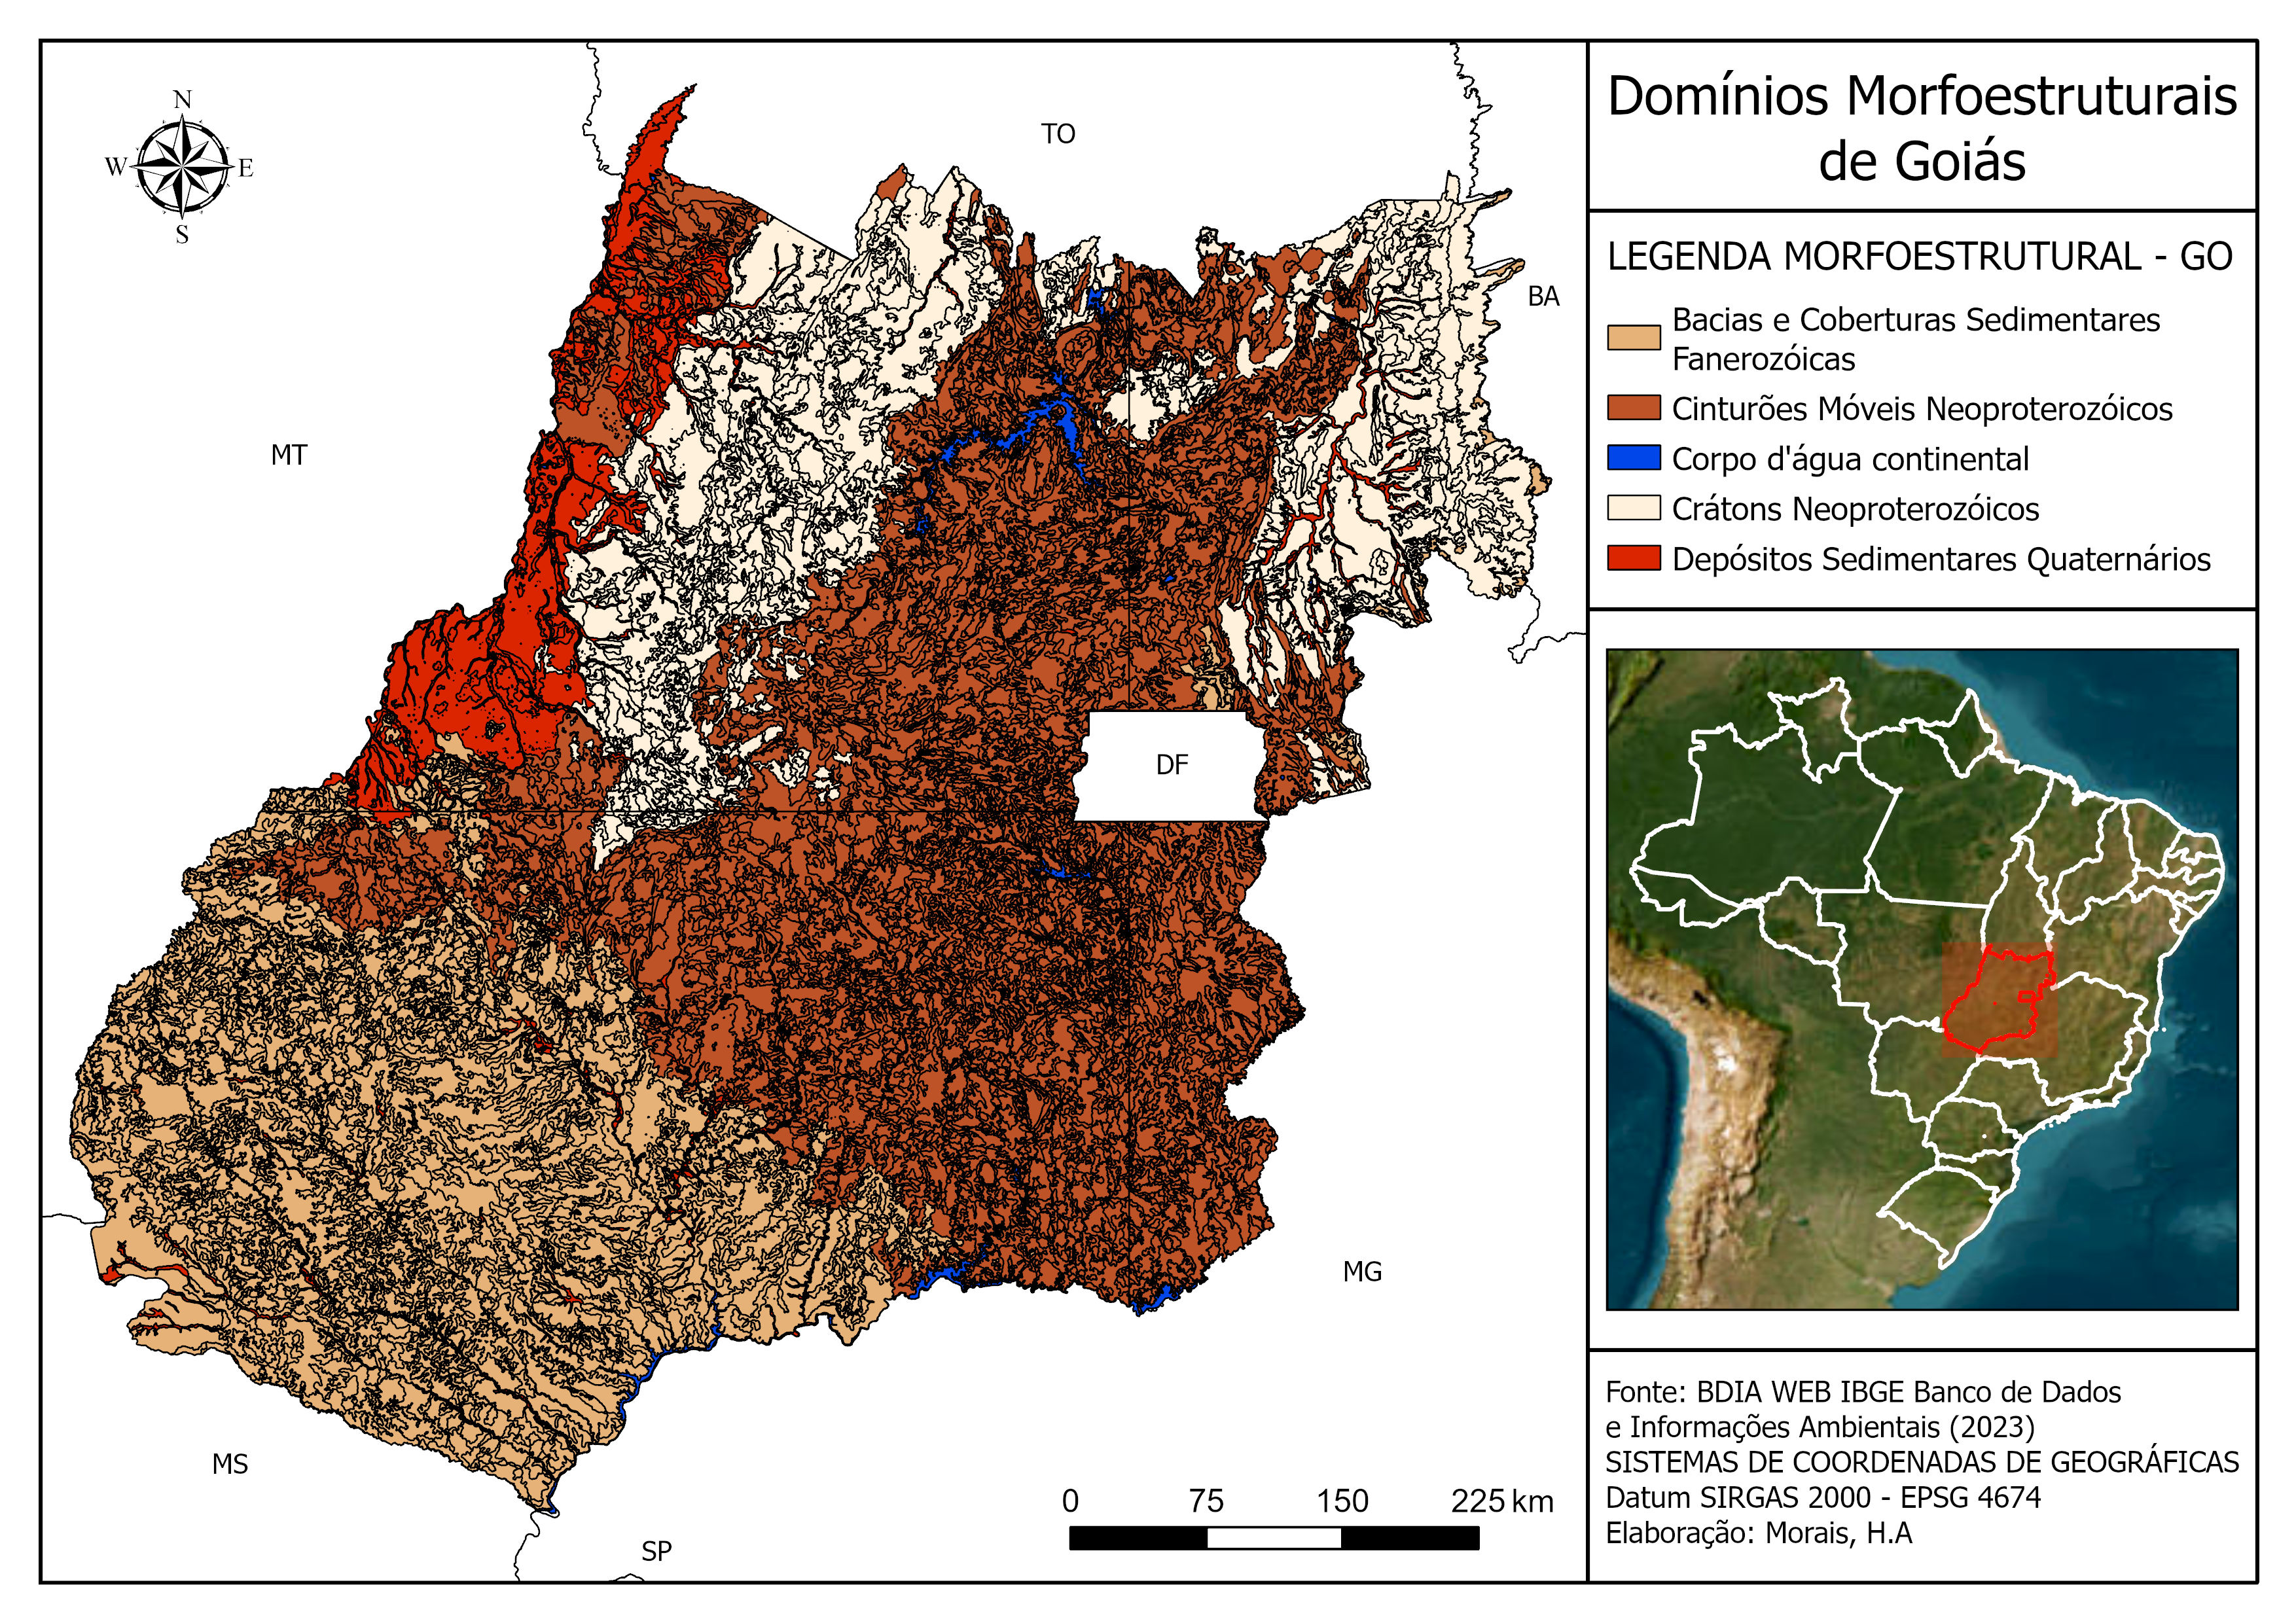 Domínios Morfoestruturais
de Goiás
LEGENDA MORFOESTRUTURAL - GO
Bacias e Coberturas Sedimentares
Fanerozóicas
Cinturões Móveis Neoproterozóicos
Corpo d'água continental
Crátons Neoproterozóicos
Depósitos Sedimentares Quaternários
N
W
E
S
TO
BA
MT
DF
MG
MS
SP
0 75 150 225 km
Fonte: BDIA WEB IBGE Banco de Dados
e Informações Ambientais (2023)
SISTEMAS DE COORDENADAS DE GEOGRÁFICAS
Datum SIRGAS 2000 - EPSG 4674
Elaboração: Morais, H.A